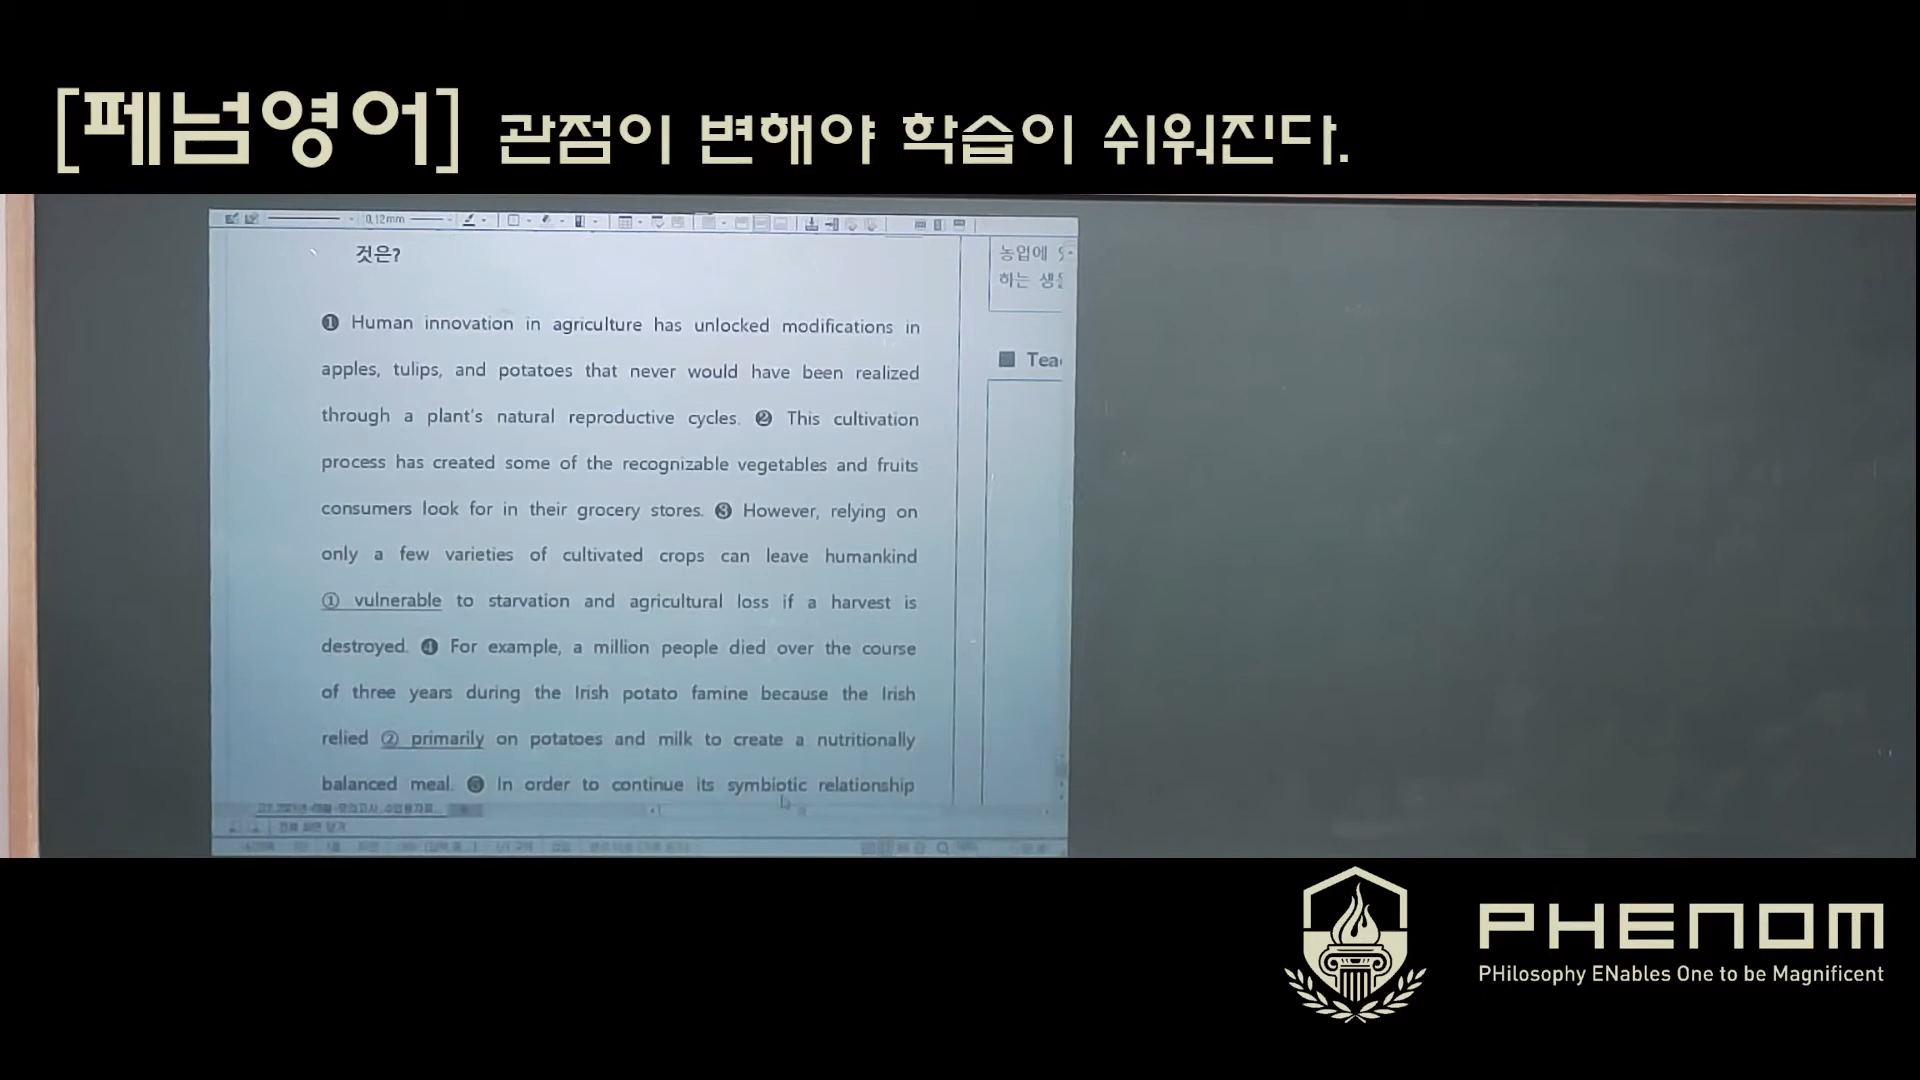 [페넘영어] 관점이 변해야 학습이 쉬워진다.
0.12mm
것은?
❶ Human innovation in agriculture has unlocked modifications in
apples, tulips, and potatoes that never would have been realized
through a plant's natural reproductive cycles. ❷ This cultivation
process has created some of the recognizable vegetables and fruits
consumers look for in their grocery stores. ❸ However, relying on
only a few varieties of cultivated crops can leave humankind
① vulnerable to starvation and agricultural loss if a harvest is
destroyed. ❹ For example, a million people died over the course
of three years during the Irish potato famine because the Irish
relied ② primarily on potatoes and milk to create a nutritionally
balanced meal. ❺ In order to continue its symbiotic relationship
농업에
하는
■ Tea
PHENOM
PHilosophy ENables One to be Magnificent